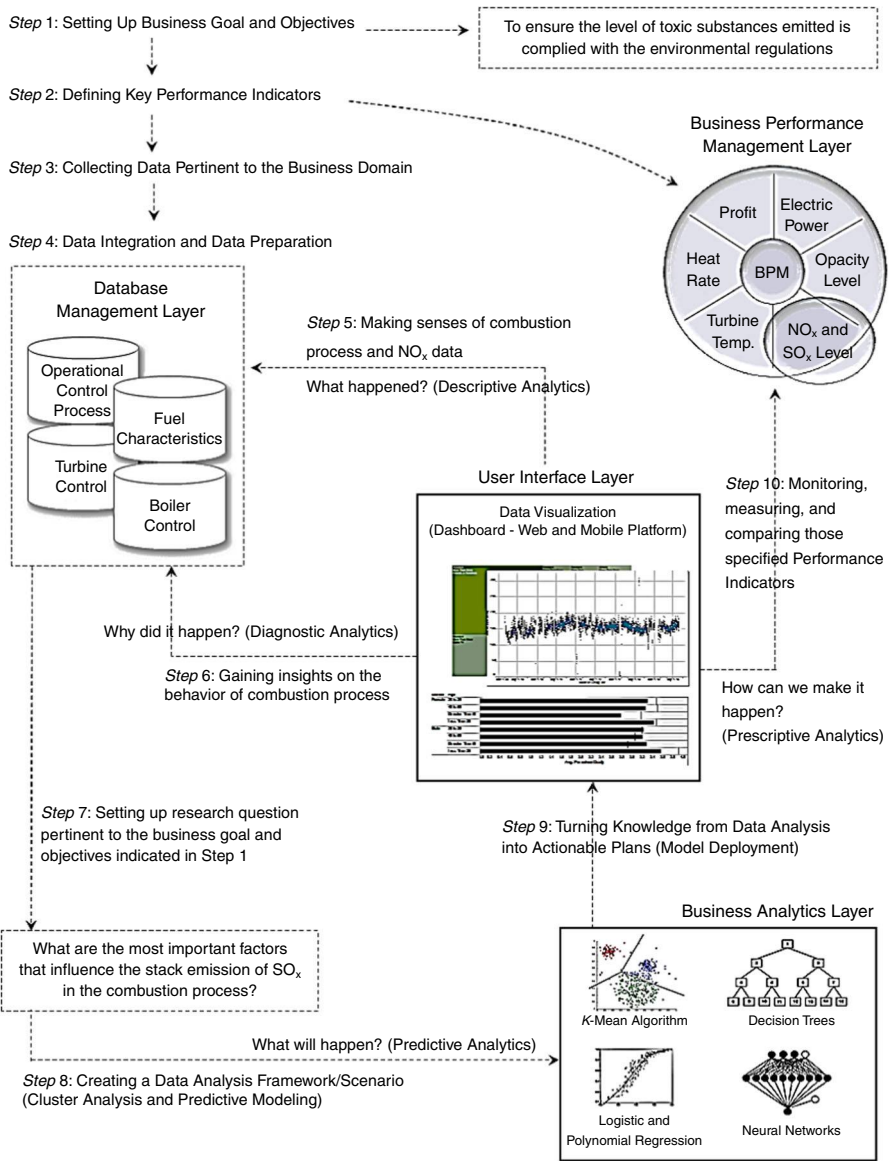 Step 1: Setting Up Business Goal and Objectives
To ensure the level of toxic substances emitted is
complied with the environmental regulations
Step 2: Defining Key Performance Indicators
Business Performance
Management Layer
Step 3: Collecting Data Pertinent to the Business Domain
Profit
Electric
Power
Heat
Rate
BPM
Opacity
Level
Turbine
Temp.
NOx and
SOx Level
Step 4: Data Integration and Data Preparation
Database
Management Layer
Operational
Control
Process
Fuel
Characteristics
Turbine
Control
Boiler
Control
Step 5: Making senses of combustion
process and NOx data
What happened? (Descriptive Analytics)
User Interface Layer
Data Visualization
(Dashboard - Web and Mobile Platform)
Step 10: Monitoring,
measuring, and
comparing those
specified Performance
Indicators
Why did it happen? (Diagnostic Analytics)
Step 6: Gaining insights on the
behavior of combustion process
How can we make it
happen?
(Prescriptive Analytics)
Step 7: Setting up research question
pertinent to the business goal and
objectives indicated in Step 1
Step 9: Turning Knowledge from Data Analysis
into Actionable Plans (Model Deployment)
Business Analytics Layer
What are the most important factors
that influence the stack emission of SOx
in the combustion process?
K-Mean Algorithm
Decision Trees
What will happen? (Predictive Analytics)
Step 8: Creating a Data Analysis Framework/Scenario
(Cluster Analysis and Predictive Modeling)
Logistic and
Polynomial Regression
Neural Networks